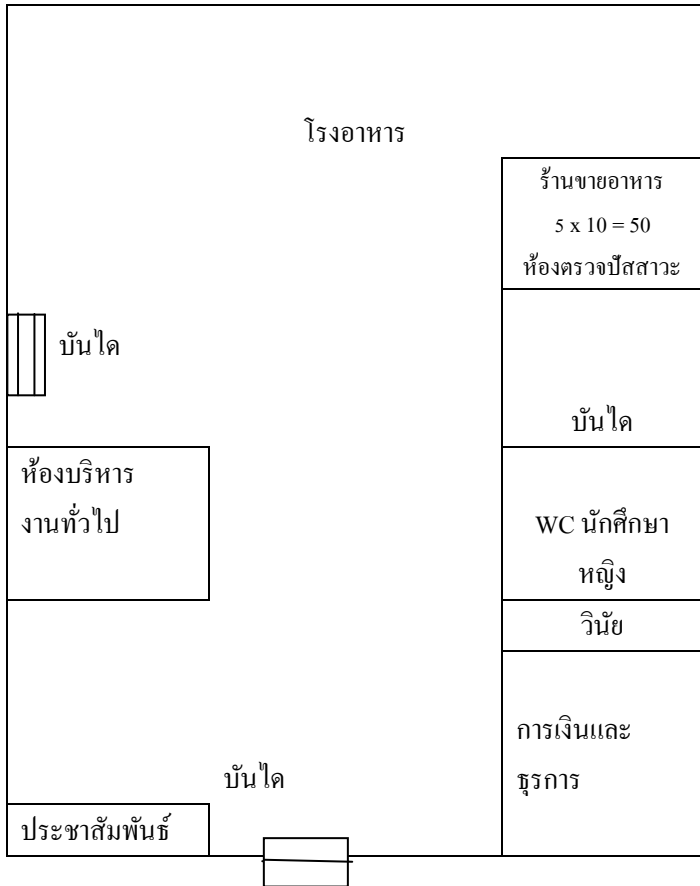 โรงอาหาร
ร้านขายอาหาร
5 x 10 = 50
ห้องตรวจปัสสาวะ
บันได
บันได
ห้องบริหาร
งานทั่วไป
WC นักศึกษา
หญิง
วินัย
การเงินและ
ธุรการ
บันได
ประชาสัมพันธ์